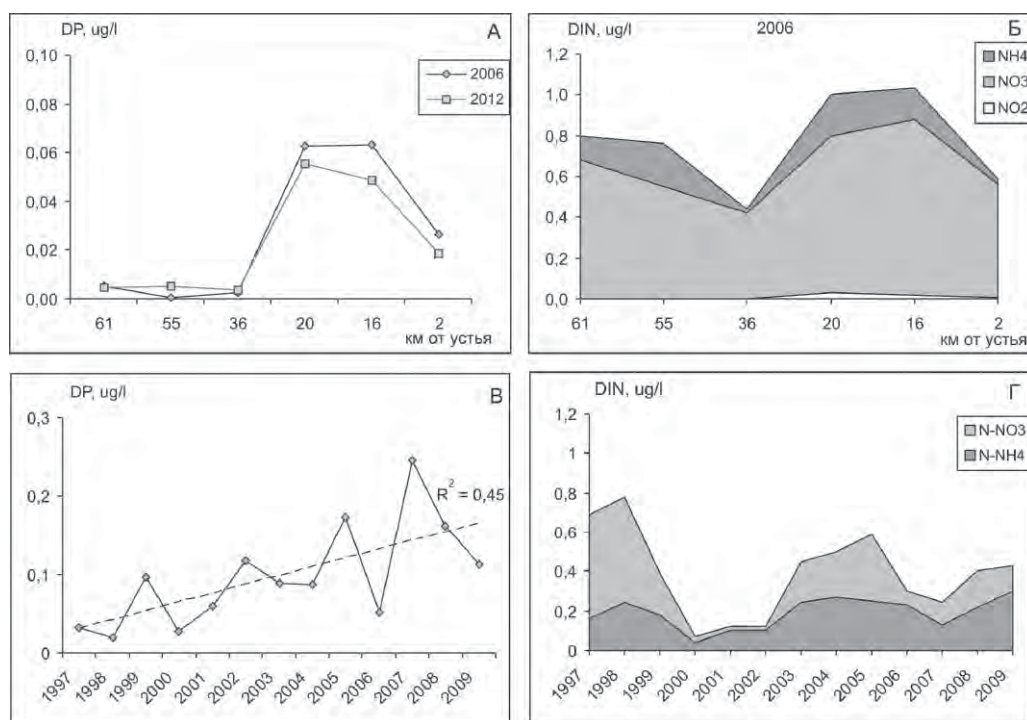 DP, ug/l
А
0,10
0,08
0,06
0,04
0,02
0,00
2006
2012
61 55 36 20 16 2
км от устья
DIN, ug/l
2006
Б
1,2
1,0
0,8
0,6
0,4
0,2
0,0
NH4
NO3
NO2
61 55 36 20 16 2
км от устья
DP, ug/l
В
0,3
0,2
0,1
0
R² = 0,45
1997 1998 1999 2000 2001 2002 2003 2004 2005 2006 2007 2008 2009
DIN, ug/l
Г
1,2
1
0,8
0,6
0,4
0,2
0
N-NO3
N-NH4
1997 1998 1999 2000 2001 2002 2003 2004 2005 2006 2007 2008 2009